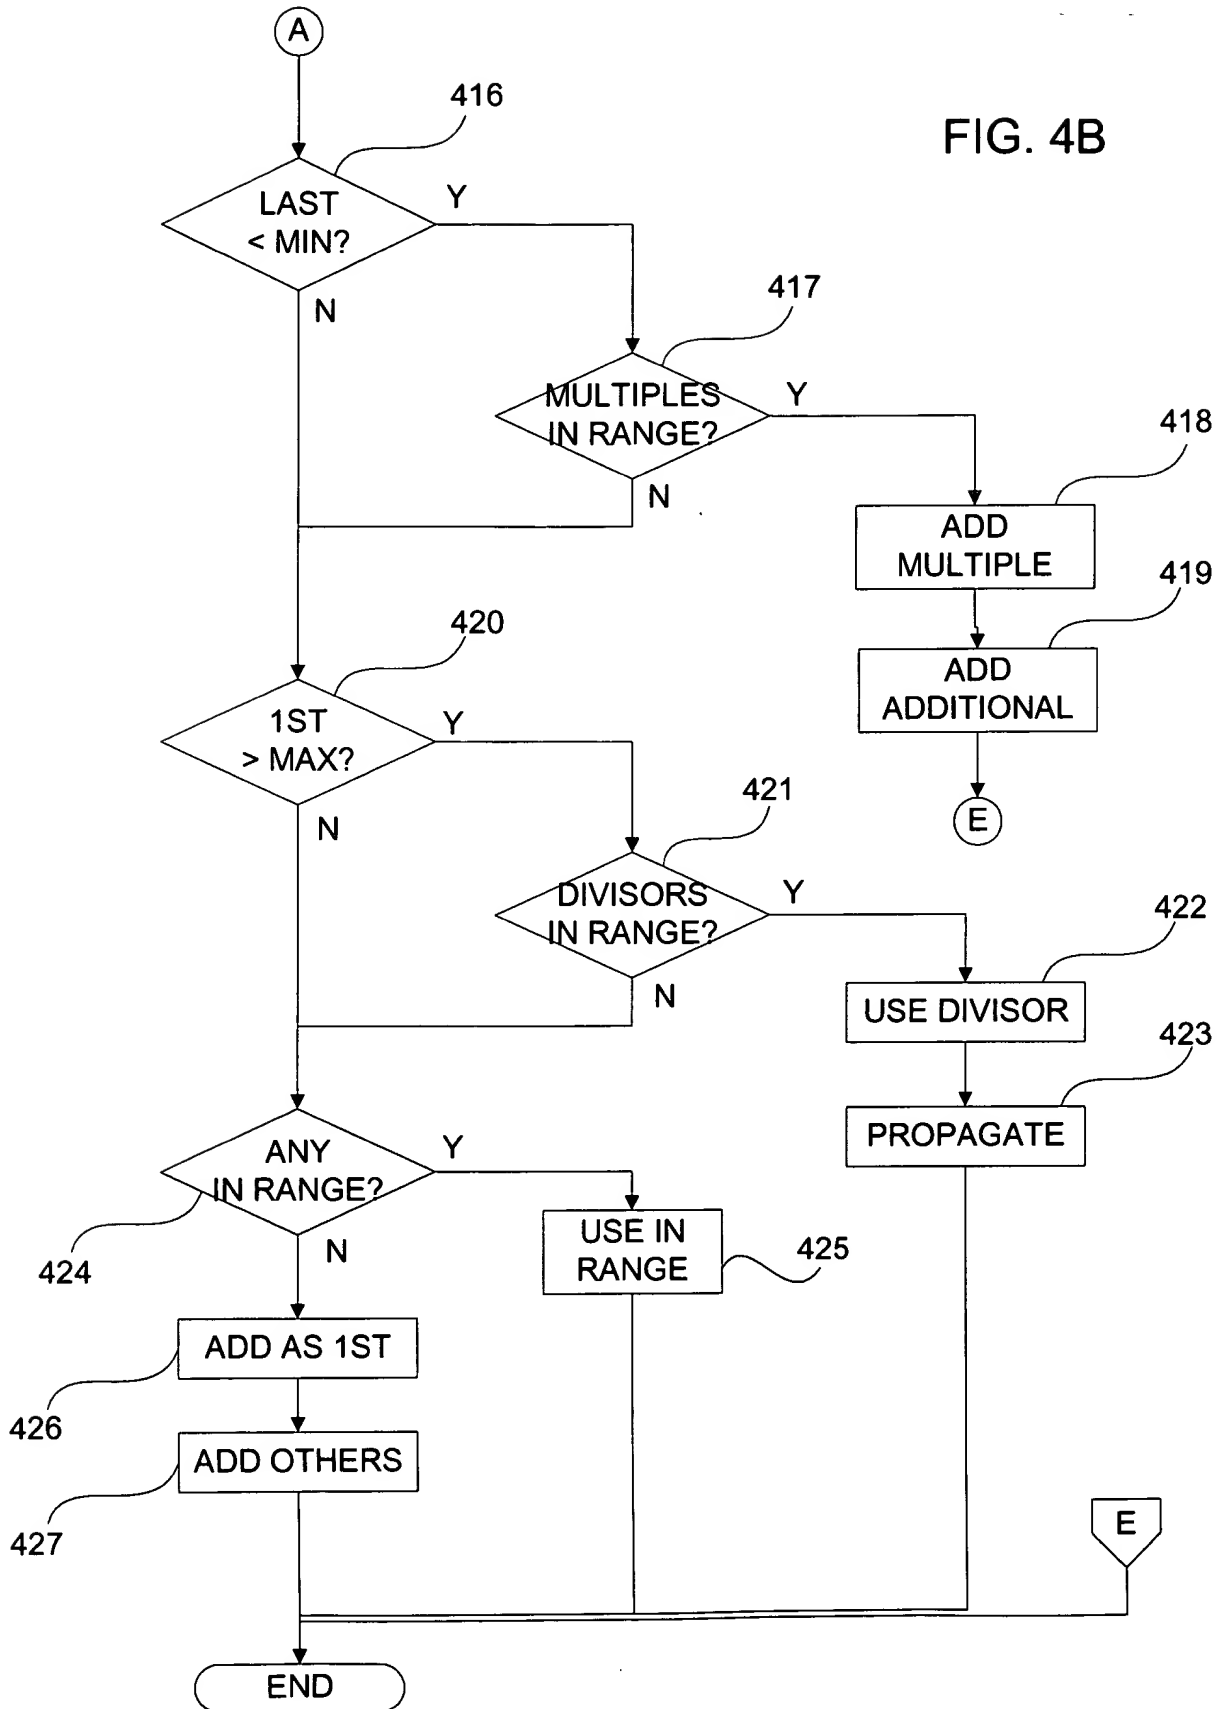 A
416
FIG. 4B
LAST
< MIN?
Y
N
417
MULTIPLES
IN RANGE?
Y
N
418
ADD
MULTIPLE
419
ADD
ADDITIONAL
E
420
1ST
> MAX?
Y
N
421
DIVISORS
IN RANGE?
Y
N
422
USE DIVISOR
423
PROPAGATE
ANY
IN RANGE?
Y
N
424
USE IN
RANGE
425
ADD AS 1ST
426
ADD OTHERS
427
E
END